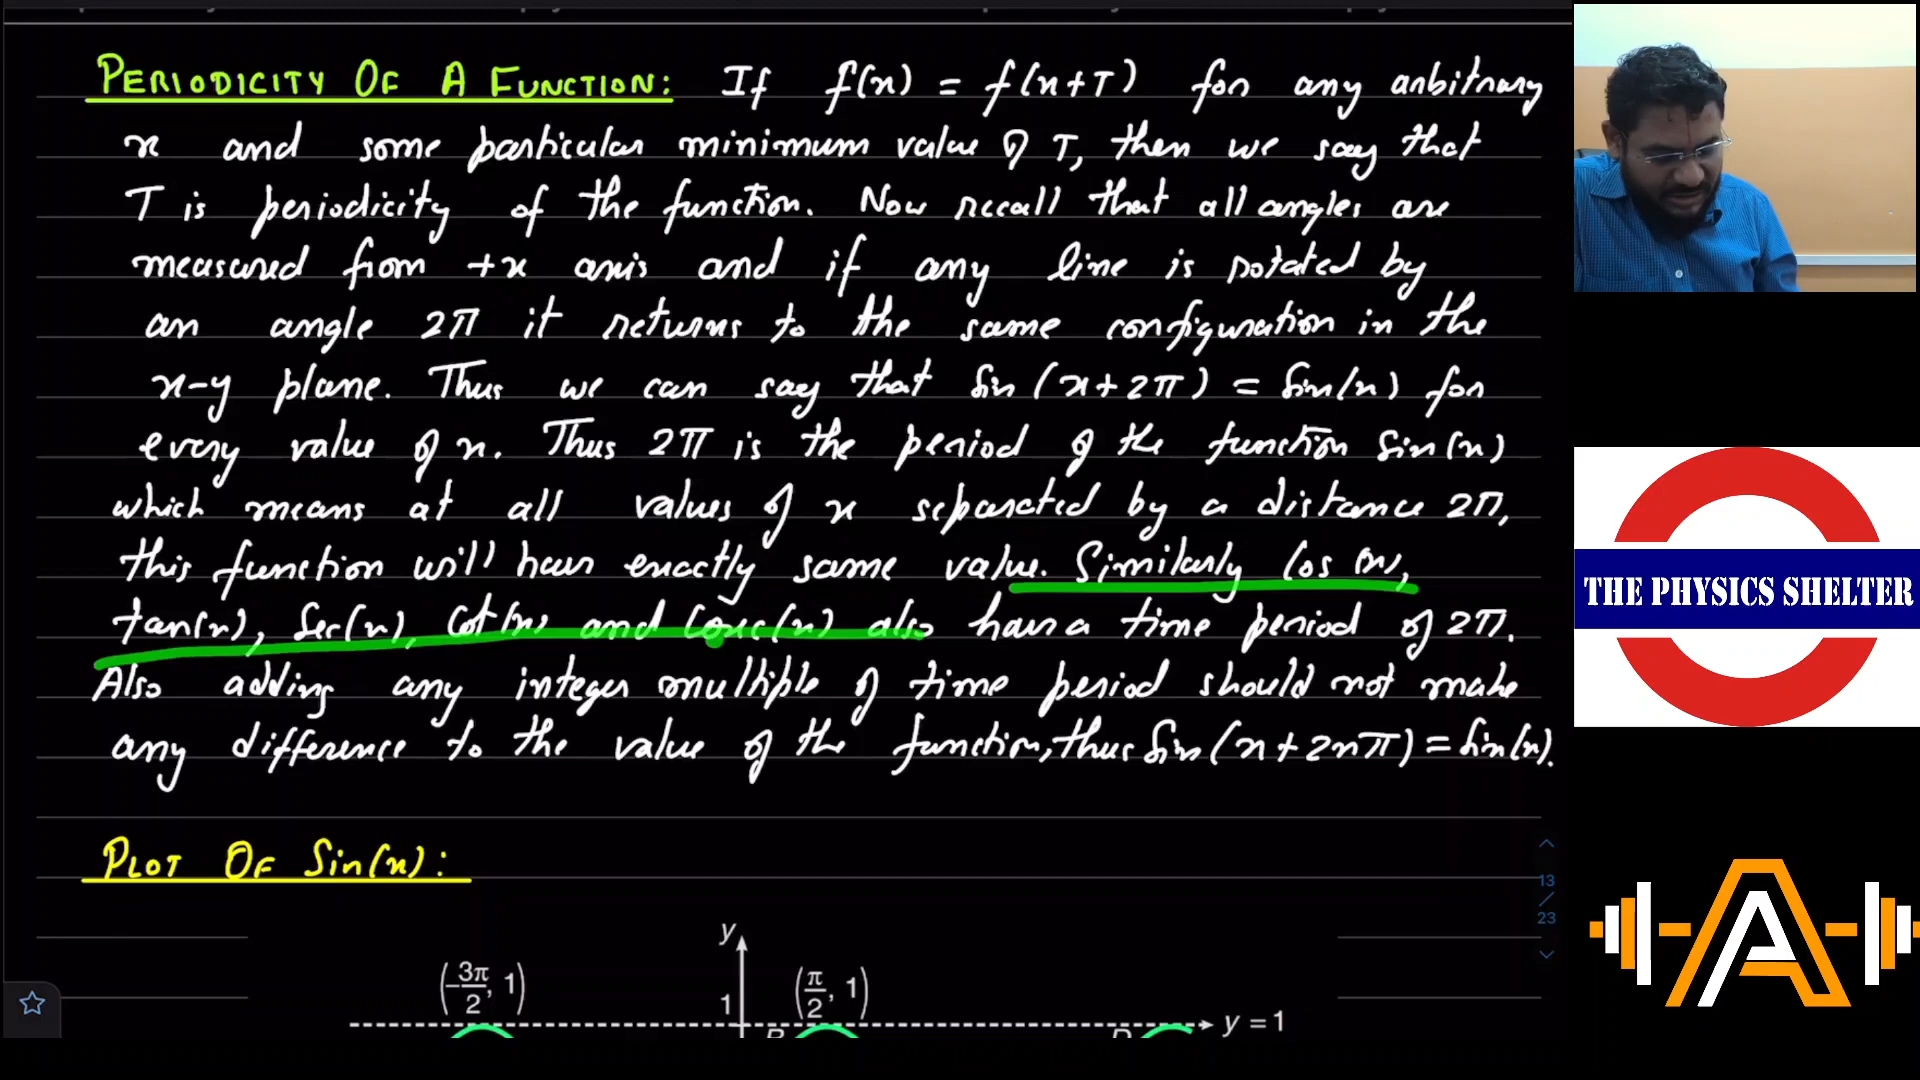 PERIODICITY OF A FUNCTION: If f(x) = f(x+T) for any arbitrary
x and some particular minimum value of T, then we say that
T is periodicity of the function. Now recall that all angles are
measured from +x axis and if any line is rotated by
an angle 2π it returns to the same configuration in the
x-y plane. Thus we can say that Sin (x+2π) = Sin(x) for
every value of x. Thus 2π is the period of the function Sin(x)
which means at all values of x separated by a distance 2π,
this function will have exactly same value. Similarly Cos (x),
tan(x), Sec(x), Cot(x) and Cosec(x) also have a time period of 2π.
Also adding any integer multiple of time period should not make
any difference to the value of the function, thus Sin(x+2nπ) = Sin(x).
PLOT OF Sin(x):
y
(-3π/2, 1)
(π/2, 1)
1
y = 1
13
/
23
THE PHYSICS SHELTER